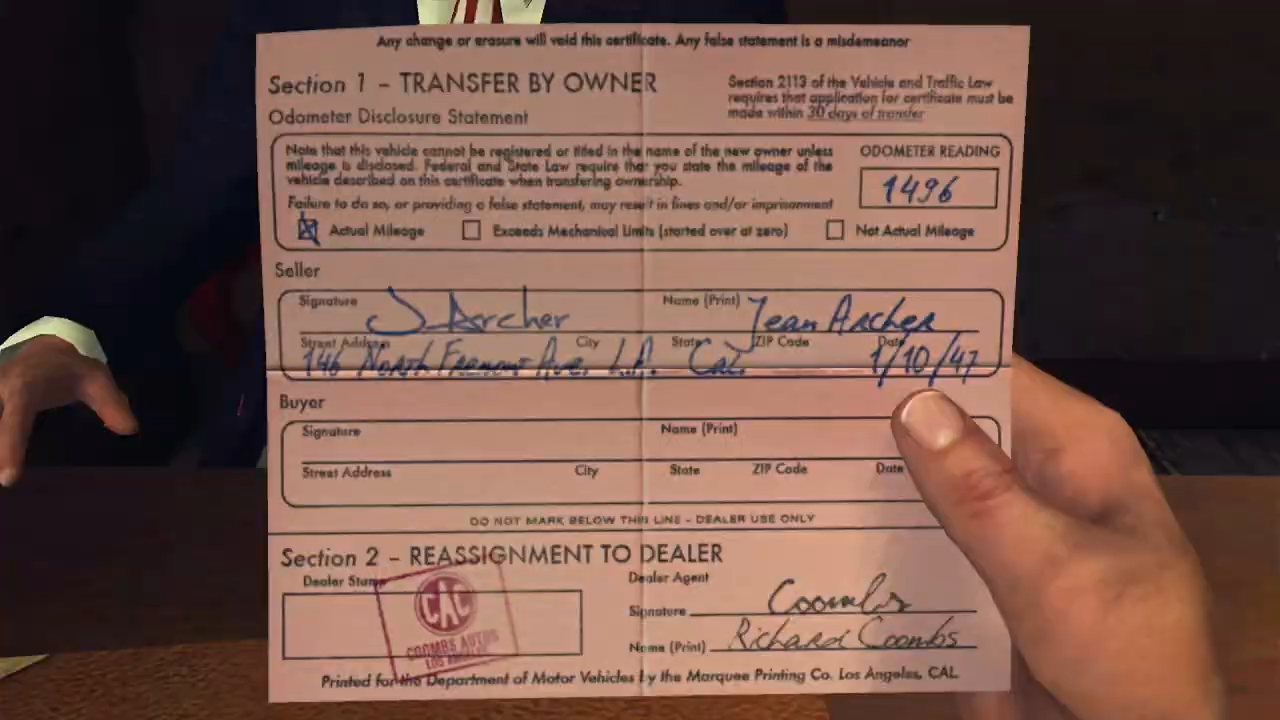 Any change or erasure will void this certificate. Any false statement is a misdemeanor
Section 1 – TRANSFER BY OWNER
Section 2113 of the Vehicle and Traffic Law
requires that application for certificate must be
made within 30 days of transfer
Odometer Disclosure Statement
Note that this vehicle cannot be registered or titled in the name of the new owner unless
mileage is disclosed. Federal and State Law require that you state the mileage of the
vehicle described on this certificate when transfering ownership.
Failure to do so, or providing a false statement, may result in fines and/or imprisonment
ODOMETER READING
1496
Actual Mileage
Exceeds Mechanical Limits (started over at zero)
Not Actual Mileage
Seller
Signature J Archer Name (Print) Jean Archer
Street Address City State ZIP Code Date
146 North Fremont Ave. L.A. Cal. 1/10/47
Buyer
Signature Name (Print)
Street Address City State ZIP Code Date
DO NOT MARK BELOW THIS LINE - DEALER USE ONLY
Section 2 – REASSIGNMENT TO DEALER
Dealer Stamp
CAC
COOMBS AUTOS
LOS ANGELES
Dealer Agent
Signature Coombs
Name (Print) Richard Coombs
Printed for the Department of Motor Vehicles by the Marquee Printing Co. Los Angeles, CAL.